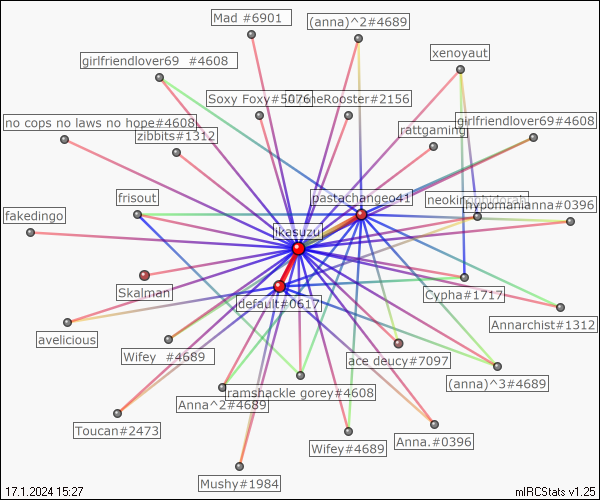 Mad #6901
(anna)^2#4689
xenoyaut
girlfriendlover69 #4608
Soxy Foxy#5076
Rooster#2156
girlfriendlover69#4608
no cops no laws no hope#4608
zibbits#1312
rattgaming
pastachangeo41
frisout
hypomanianna#0396
fakedingo
ikesuzu
Skalman
default#0617
Cypha#1717
Annarchist#1312
avelicious
Wifey #4689
ace deucy#7097
(anna)^3#4689
ramshackle gorey#4608
Anna^2#4689
Toucan#2473
Wifey#4689
Anna.#0396
Mushy#1984
17.1.2024 15:27
mIRCStats v1.25